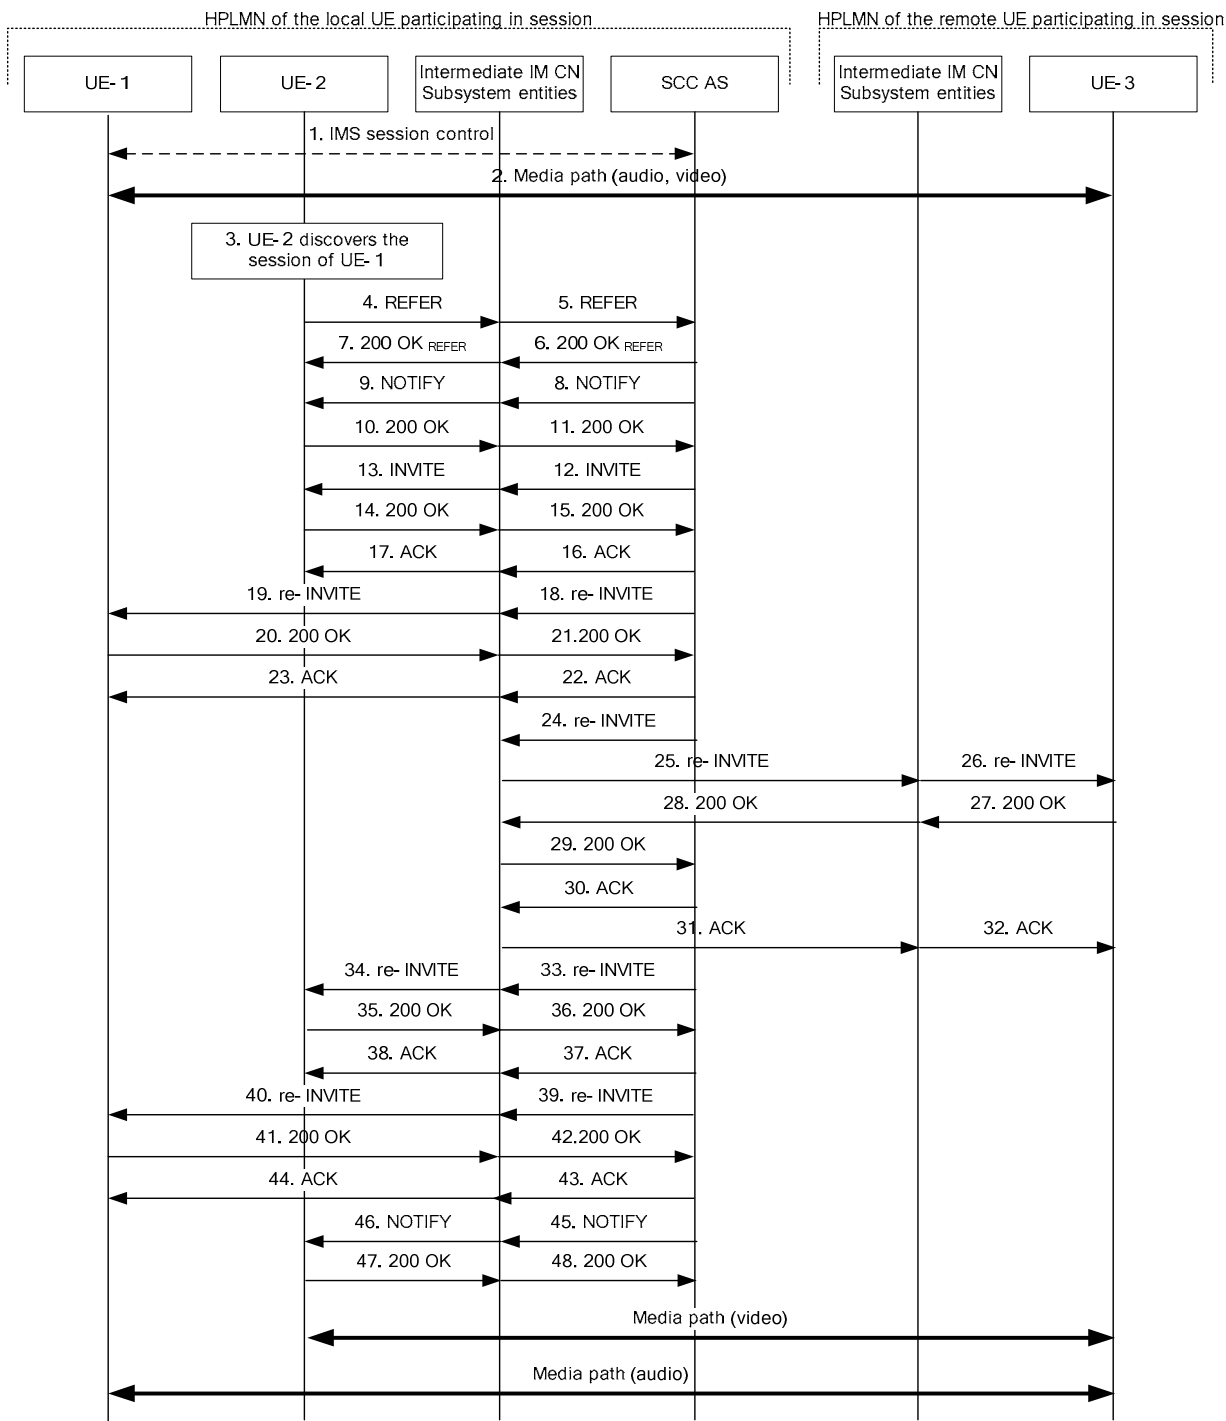 HPLMN of the local UE participating in session
HPLMN of the remote UE participating in session
UE-1
UE-2
Intermediate IM CN
Subsystem entities
SCC AS
Intermediate IM CN
Subsystem entities
UE-3
1. IMS session control
2. Media path (audio, video)
3. UE-2 discovers the
session of UE-1
4. REFER
5. REFER
7. 200 OK REFER
6. 200 OK REFER
9. NOTIFY
8. NOTIFY
10. 200 OK
11. 200 OK
13. INVITE
12. INVITE
14. 200 OK
15. 200 OK
17. ACK
16. ACK
19. re-INVITE
18. re-INVITE
20. 200 OK
21.200 OK
23. ACK
22. ACK
24. re-INVITE
25. re-INVITE
26. re-INVITE
28. 200 OK
27. 200 OK
29. 200 OK
30. ACK
31. ACK
32. ACK
34. re-INVITE
33. re-INVITE
35. 200 OK
36. 200 OK
38. ACK
37. ACK
40. re-INVITE
39. re-INVITE
41. 200 OK
42.200 OK
44. ACK
43. ACK
46. NOTIFY
45. NOTIFY
47. 200 OK
48. 200 OK
Media path (video)
Media path (audio)